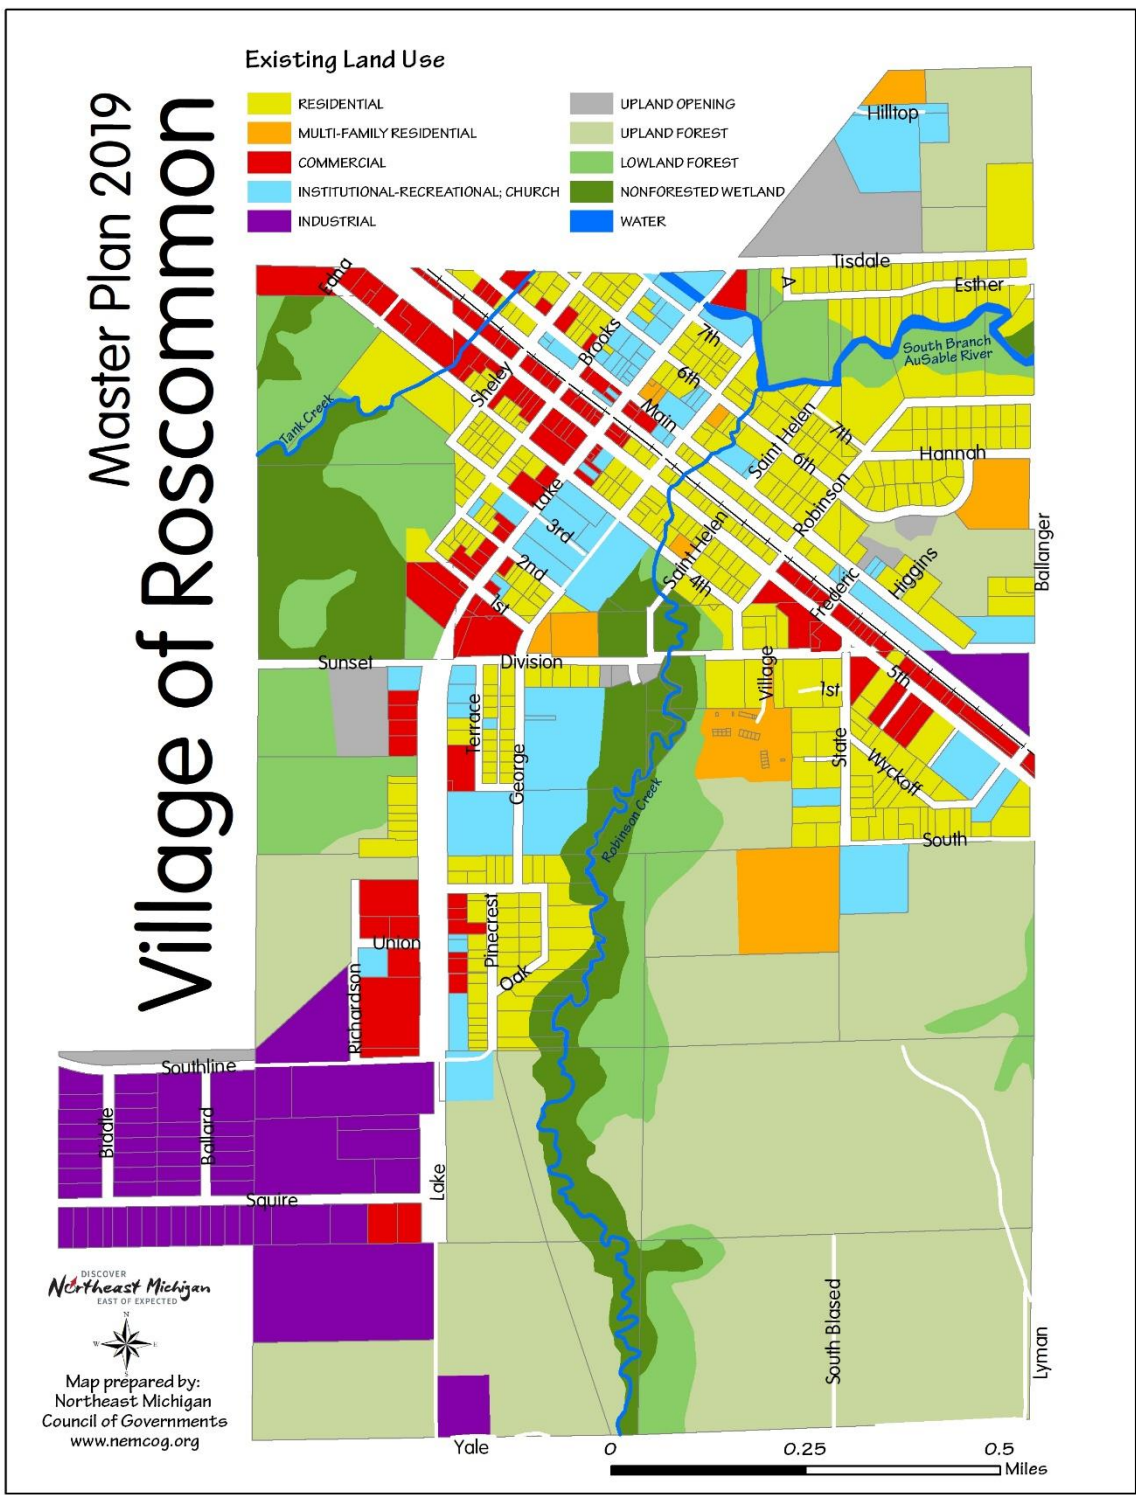 Existing Land Use
RESIDENTIAL
MULTI-FAMILY RESIDENTIAL
COMMERCIAL
INSTITUTIONAL-RECREATIONAL; CHURCH
INDUSTRIAL
UPLAND OPENING
UPLAND FOREST
LOWLAND FOREST
NONFORESTED WETLAND
WATER
Master Plan 2019
Village of Roscommon
Hilltop
Tisdale
Esther
A
Edna
Brooks
7th
6th
Main
Sheley
South Branch
AuSable River
Tank Creek
Saint Helen
7th
6th
Hannah
Robinson
Lake
3rd
2nd
1st
Saint Helen
4th
Frederic
Higgins
Ballanger
Sunset
Division
Village
1st
5th
Terrace
George
State
Wyckoff
Robinson Creek
South
Union
Richardson
Pinecrest
Oak
Southline
Biddle
Ballard
Lake
Squire
South Blased
Lyman
Yale
DISCOVER
Northeast Michigan
EAST OF EXPECTED
N
W
E
S
Map prepared by:
Northeast Michigan
Council of Governments
www.nemcog.org
0 0.25 0.5
Miles